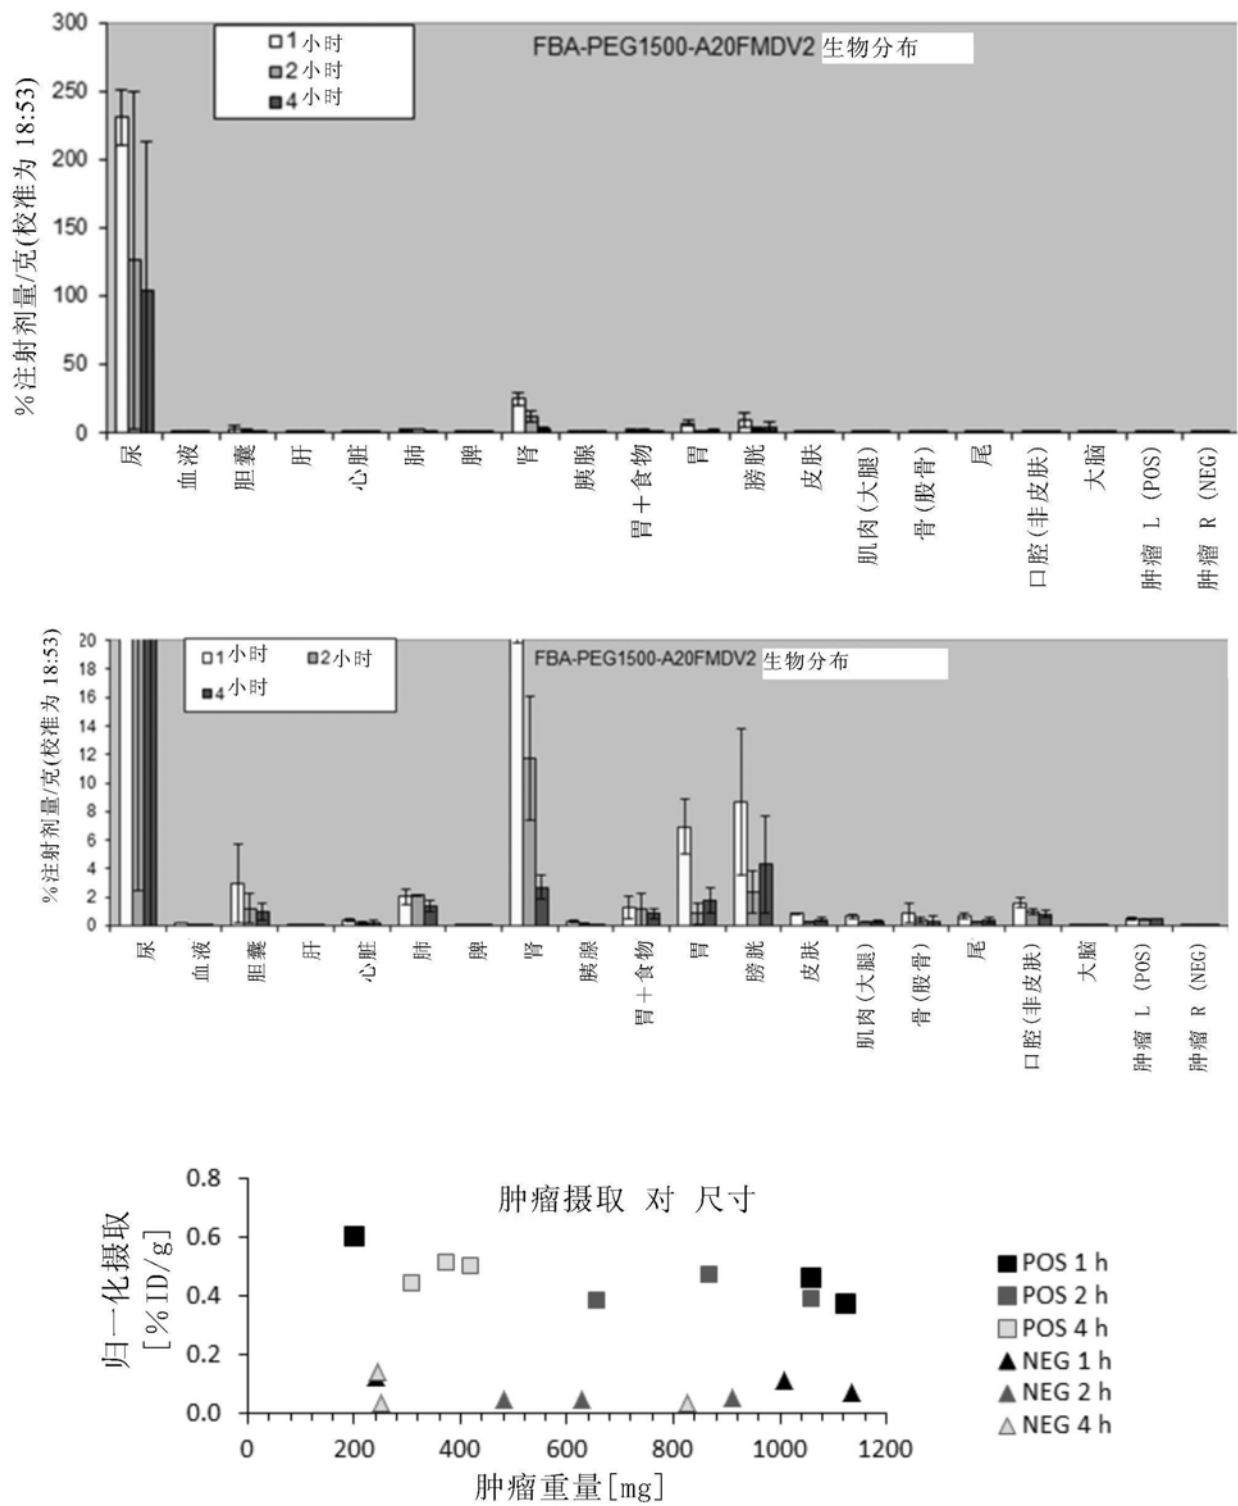 300
250
200
150
100
50
0
%注射剂量/克(校准为 18:53)
1小时
2小时
4小时
FBA-PEG1500-A20FMDV2 生物分布
尿
血液
胆囊
肝
心脏
肺
脾
肾
胰腺
胃+食物
胃
膀胱
皮肤
肌肉(大腿)
骨(股骨)
尾
口腔(非皮肤)
大脑
肿瘤 L (POS)
肿瘤 R (NEG)
20
18
16
14
12
10
8
6
4
2
0
%注射剂量/克(校准为 18:53)
1小时 2小时
4小时
FBA-PEG1500-A20FMDV2 生物分布
尿
血液
胆囊
肝
心脏
肺
脾
肾
胰腺
胃+食物
胃
膀胱
皮肤
肌肉(大腿)
骨(股骨)
尾
口腔(非皮肤)
大脑
肿瘤 L (POS)
肿瘤 R (NEG)
肿瘤摄取 对 尺寸
归一化摄取
[%ID/g]
0.8
0.6
0.4
0.2
0.0
0 200 400 600 800 1000 1200
肿瘤重量[mg]
POS 1 h
POS 2 h
POS 4 h
NEG 1 h
NEG 2 h
NEG 4 h